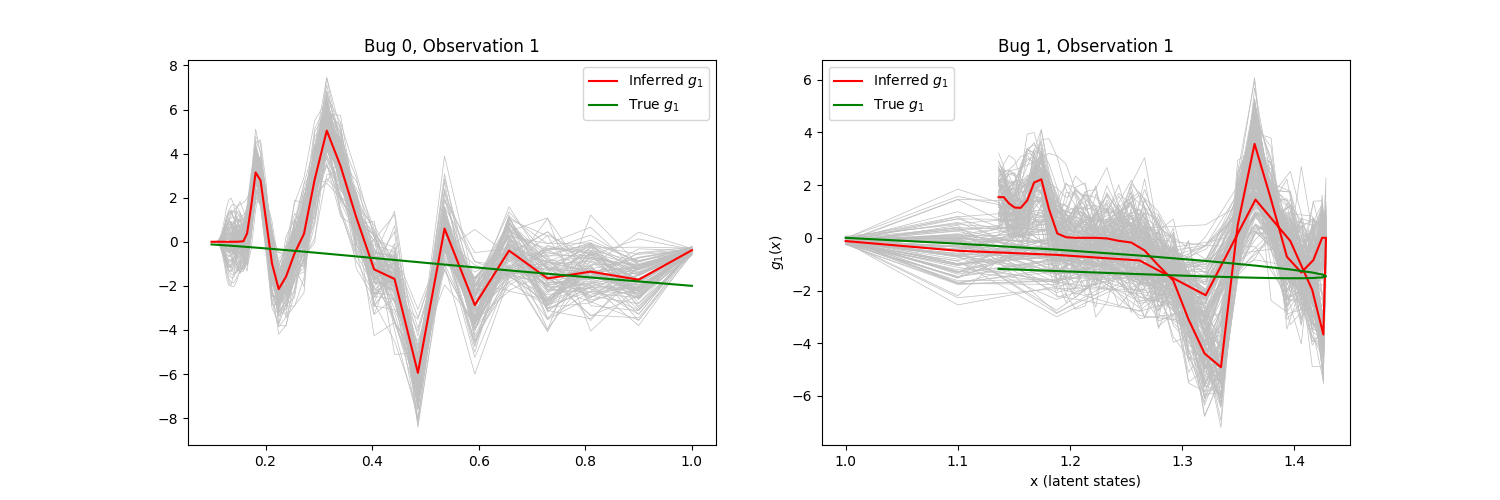 Bug 0, Observation 1
8
6
4
2
0
−2
−4
−6
−8
0.2 0.4 0.6 0.8 1.0
Inferred g₁
True g₁
Bug 1, Observation 1
g₁(x)
6
4
2
0
−2
−4
−6
1.0 1.1 1.2 1.3 1.4
x (latent states)
Inferred g₁
True g₁